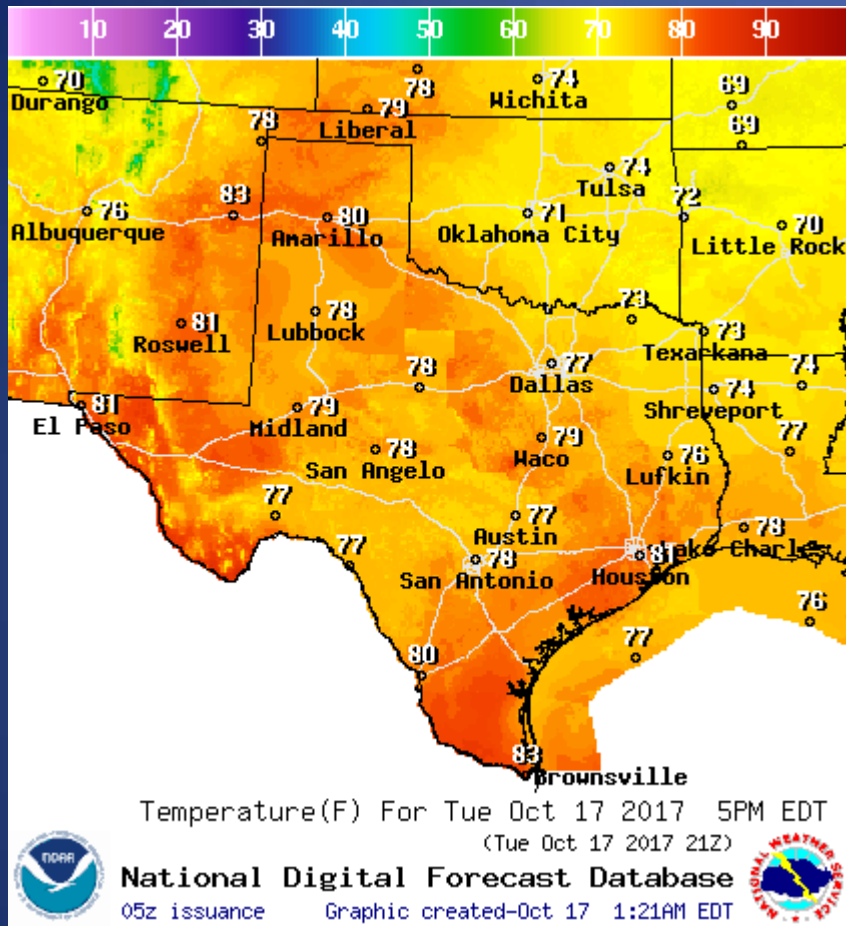 10 20 30 40 50 60 70 80 90
70 78 74 69
Durango 79 Wichita
Liberal
78 69
74
Tulsa
76 83 80 71 72 70
Albuquerque Amarillo Oklahoma City Little Rock
81 78 73
Roswell Lubbock 73
Texarkana
78 77 74
Dallas 74
81 79 Shreveport
El Paso Midland 79 77
78 Waco 76
San Angelo Lufkin
77 77 78
Austin Lake Charles
77 78 81
San Antonio Houston
76
80 77
83
Brownsville
Temperature(F) For Tue Oct 17 2017 5PM EDT
(Tue Oct 17 2017 21Z)
NOAA
National Digital Forecast Database
05z issuance Graphic created-Oct 17 1:21AM EDT
NATIONAL WEATHER SERVICE